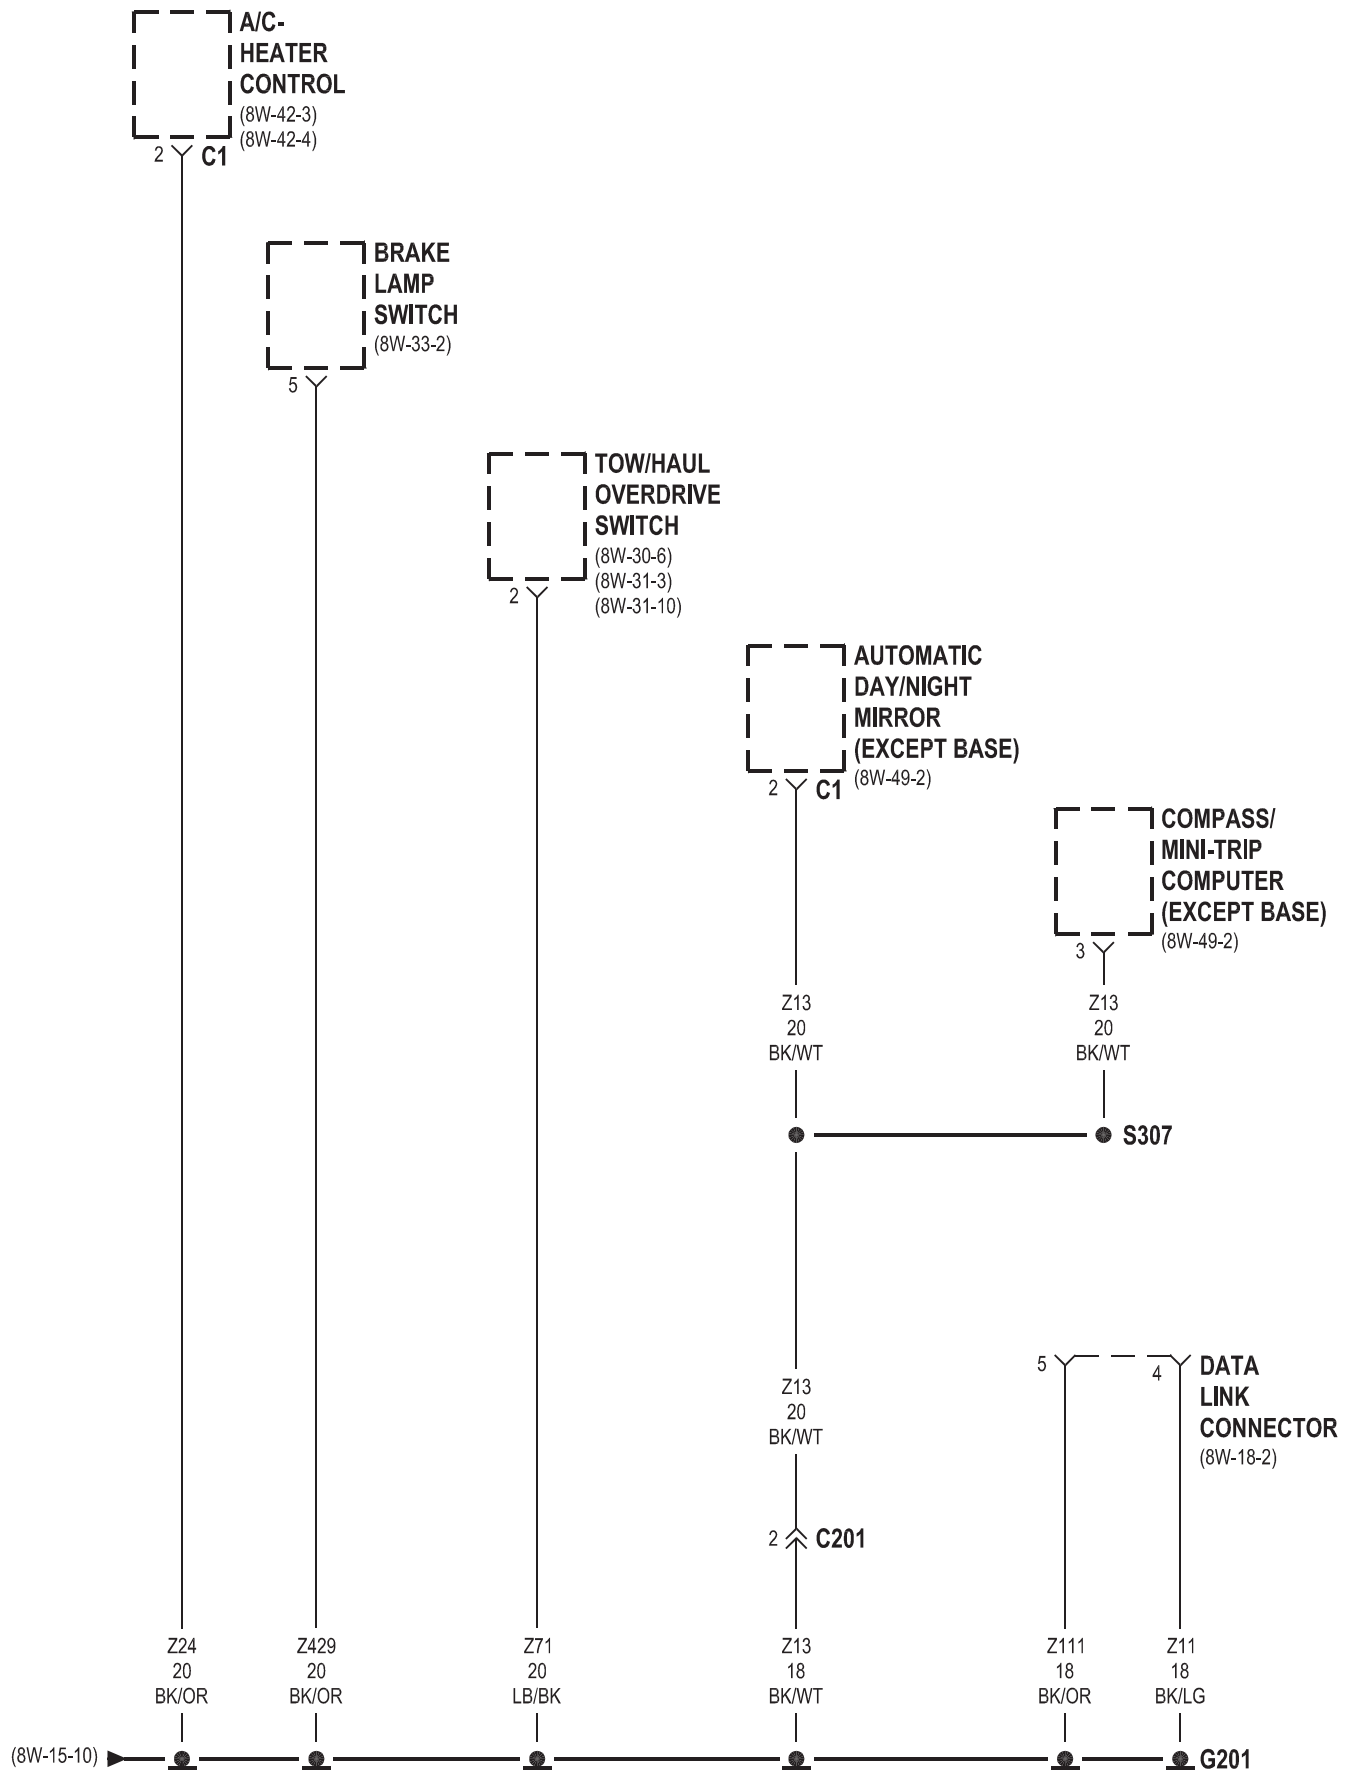 A/C-
HEATER
CONTROL
(8W-42-3)
(8W-42-4)
2
C1
BRAKE
LAMP
SWITCH
(8W-33-2)
5
TOW/HAUL
OVERDRIVE
SWITCH
(8W-30-6)
(8W-31-3)
(8W-31-10)
2
AUTOMATIC
DAY/NIGHT
MIRROR
(EXCEPT BASE)
(8W-49-2)
2
C1
COMPASS/
MINI-TRIP
COMPUTER
(EXCEPT BASE)
(8W-49-2)
3
Z13
20
BK/WT
Z13
20
BK/WT
S307
5
4
DATA
LINK
CONNECTOR
(8W-18-2)
Z13
20
BK/WT
2
C201
Z24
20
BK/OR
Z429
20
BK/OR
Z71
20
LB/BK
Z13
18
BK/WT
Z111
18
BK/OR
Z11
18
BK/LG
(8W-15-10)
G201